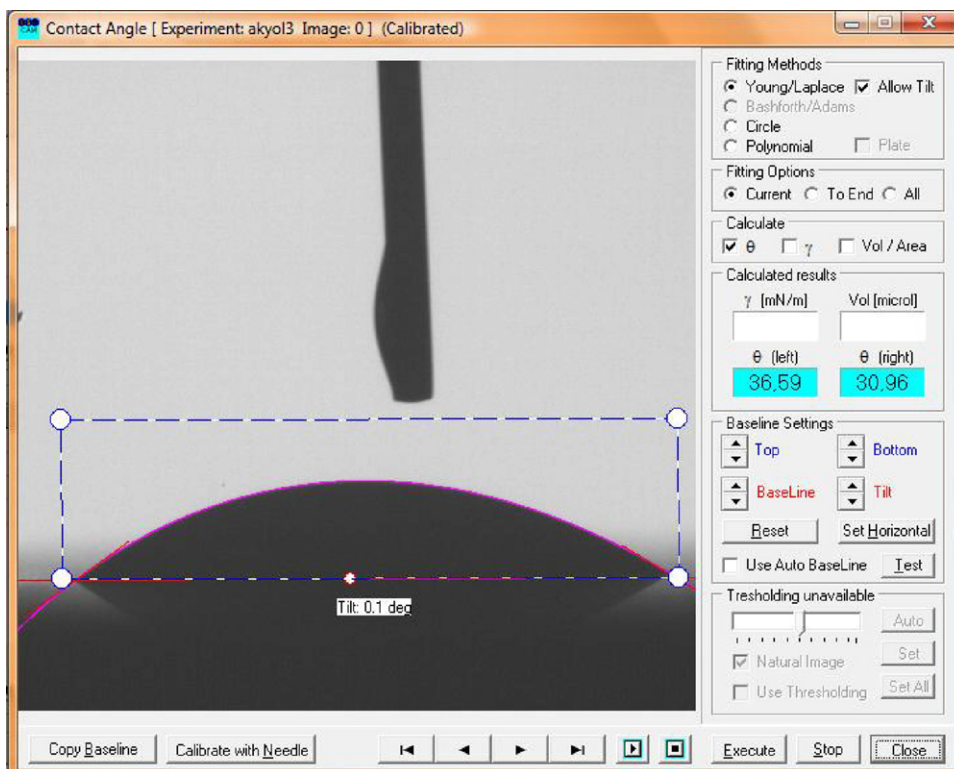 Contact Angle [ Experiment: akyol3 Image: 0 ] (Calibrated)
Fitting Methods
Young/Laplace Allow Tilt
Bashforth/Adams
Circle
Polynomial Plate
Fitting Options
Current To End All
Calculate
θ γ Vol / Area
Calculated results
γ [mN/m] Vol [microl]
θ (left) θ (right)
36,59 30,96
Baseline Settings
Top Bottom
BaseLine Tilt
Reset Set Horizontal
Use Auto BaseLine Test
Tilt: 0.1 deg
Tresholding unavailable
Auto
Natural Image Set
Use Thresholding Set All
Copy Baseline Calibrate with Needle Execute Stop Close